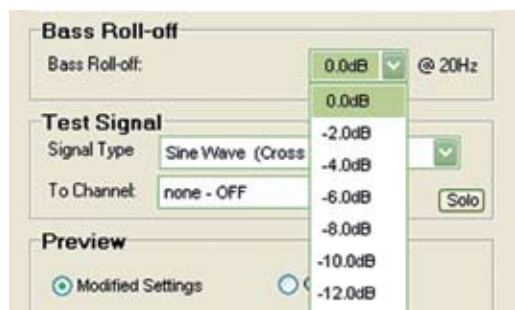 Bass Roll-off
Bass Roll-off: 0.0dB @ 20Hz
0.0dB
Test Signal
-2.0dB
Signal Type Sine Wave (Cross
-4.0dB
To Channel: none - OFF -6.0dB Solo
-8.0dB
Preview
-10.0dB
Modified Settings
-12.0dB